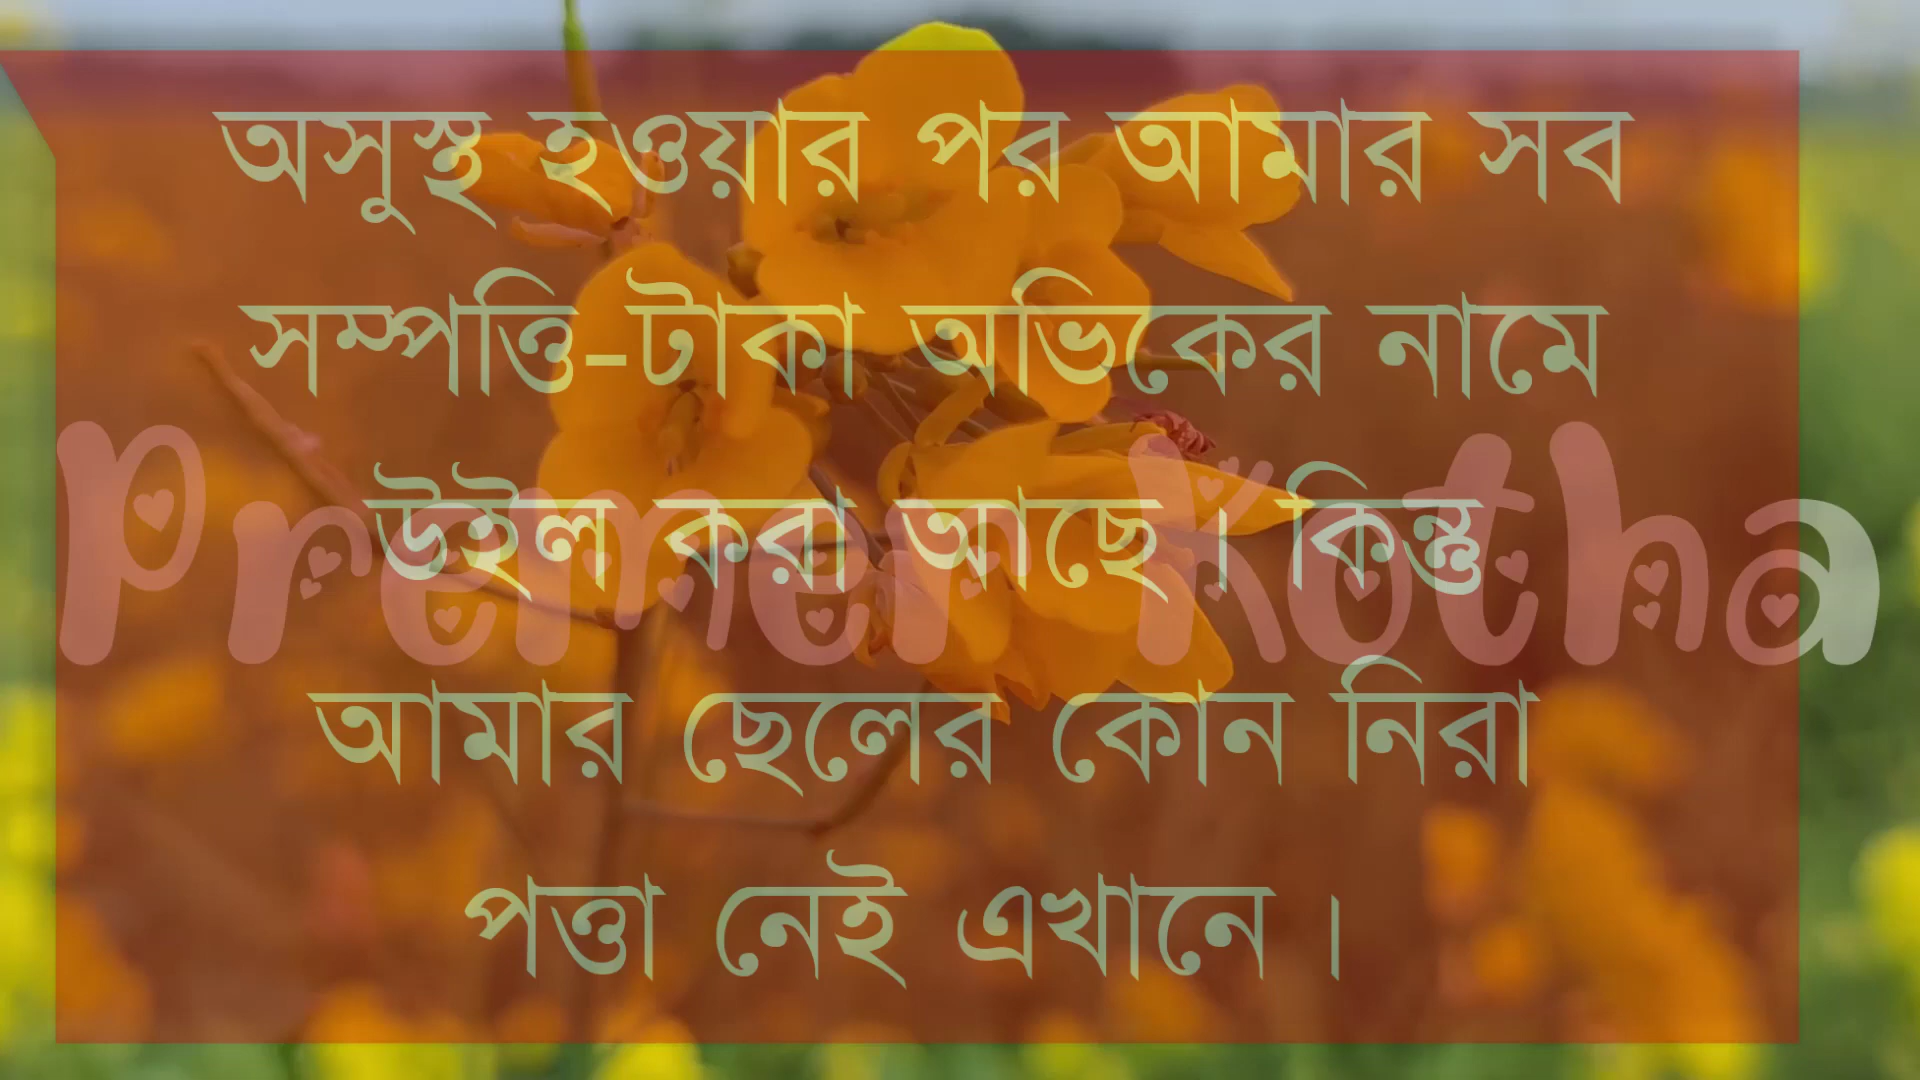 অসুস্থ হওয়ার পর আমার সব
সম্পত্তি-টাকা অভিকের নামে
উইল করা আছে। কিন্তু
Premer Kotha
আমার ছেলের কোন নিরা
পত্তা নেই এখানে।